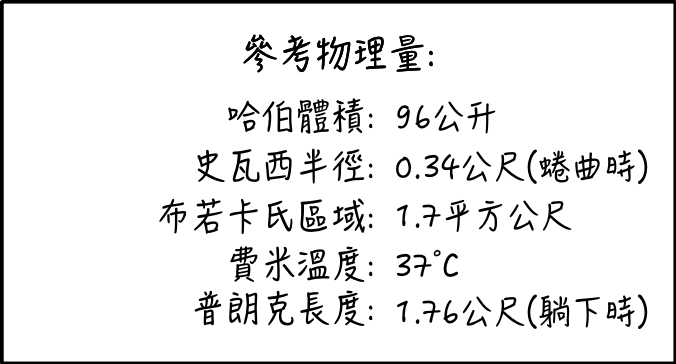 參考物理量:
哈伯體積: 96公升
史瓦西半徑: 0.34公尺(蜷曲時)
布若卡氏區域: 1.7平方公尺
費米溫度: 37°C
普朗克長度: 1.76公尺(躺下時)